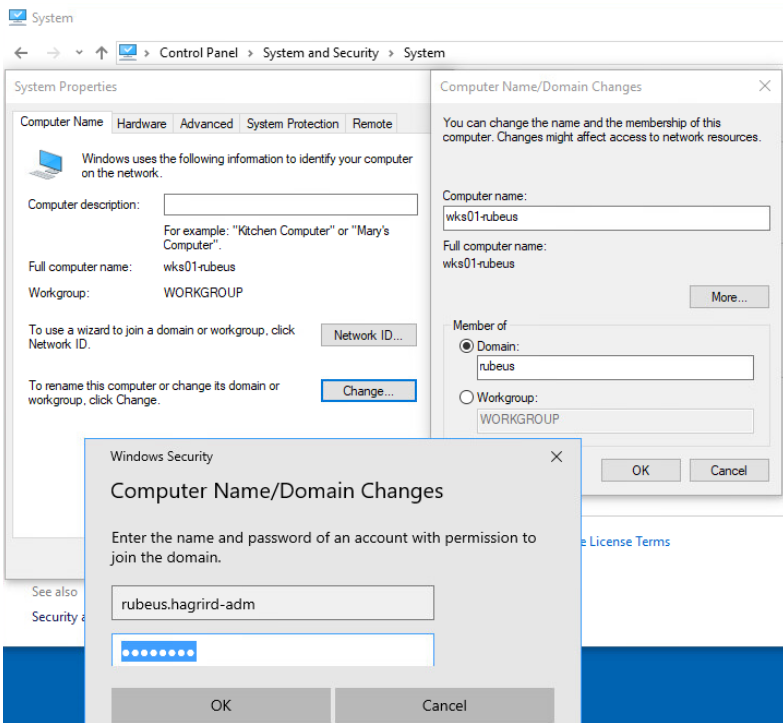 System
Control Panel > System and Security > System
System Properties
Computer Name Hardware Advanced System Protection Remote
Windows uses the following information to identify your computer
on the network.
Computer description:
For example: "Kitchen Computer" or "Mary's
Computer".
Full computer name: wks01-rubeus
Workgroup: WORKGROUP
To use a wizard to join a domain or workgroup, click
Network ID.
Network ID...
To rename this computer or change its domain or
workgroup, click Change.
Change...
Computer Name/Domain Changes
You can change the name and the membership of this
computer. Changes might affect access to network resources.
Computer name:
wks01-rubeus
Full computer name:
wks01-rubeus
More...
Member of
Domain:
rubeus
Workgroup:
WORKGROUP
OK Cancel
Windows Security
Computer Name/Domain Changes
Enter the name and password of an account with permission to
join the domain.
rubeus.hagrird-adm
●●●●●●●●
OK Cancel
License Terms
See also
Security